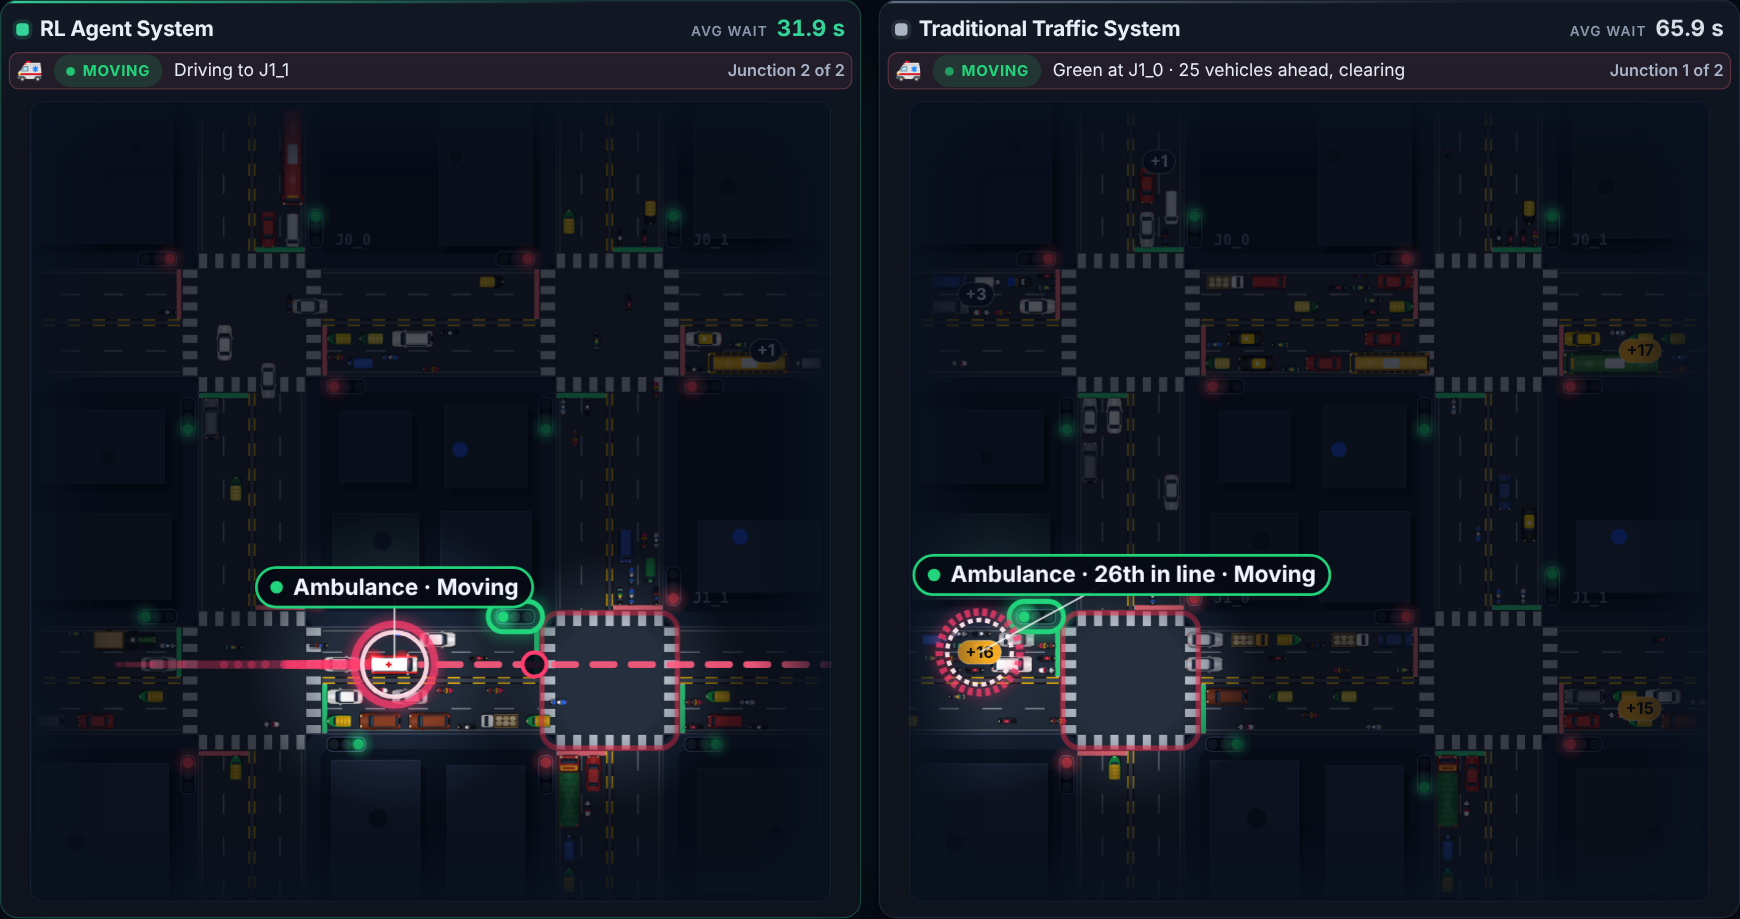 RL Agent System
AVG WAIT 31.9 s
MOVING Driving to J1_1
Junction 2 of 2
J0_0
J0_1
+1
Ambulance · Moving
J1_1
Traditional Traffic System
AVG WAIT 65.9 s
MOVING Green at J1_0 · 25 vehicles ahead, clearing
Junction 1 of 2
+1
J0_0
J0_1
+3
+17
Ambulance · 26th in line · Moving
J1_0
J1_1
+16
+15